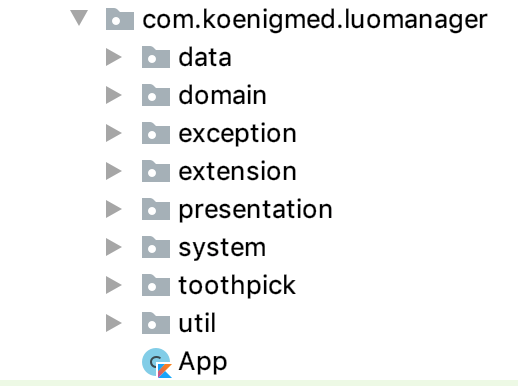 com.koenigmed.luomanager
data
domain
exception
extension
presentation
system
toothpick
util
App